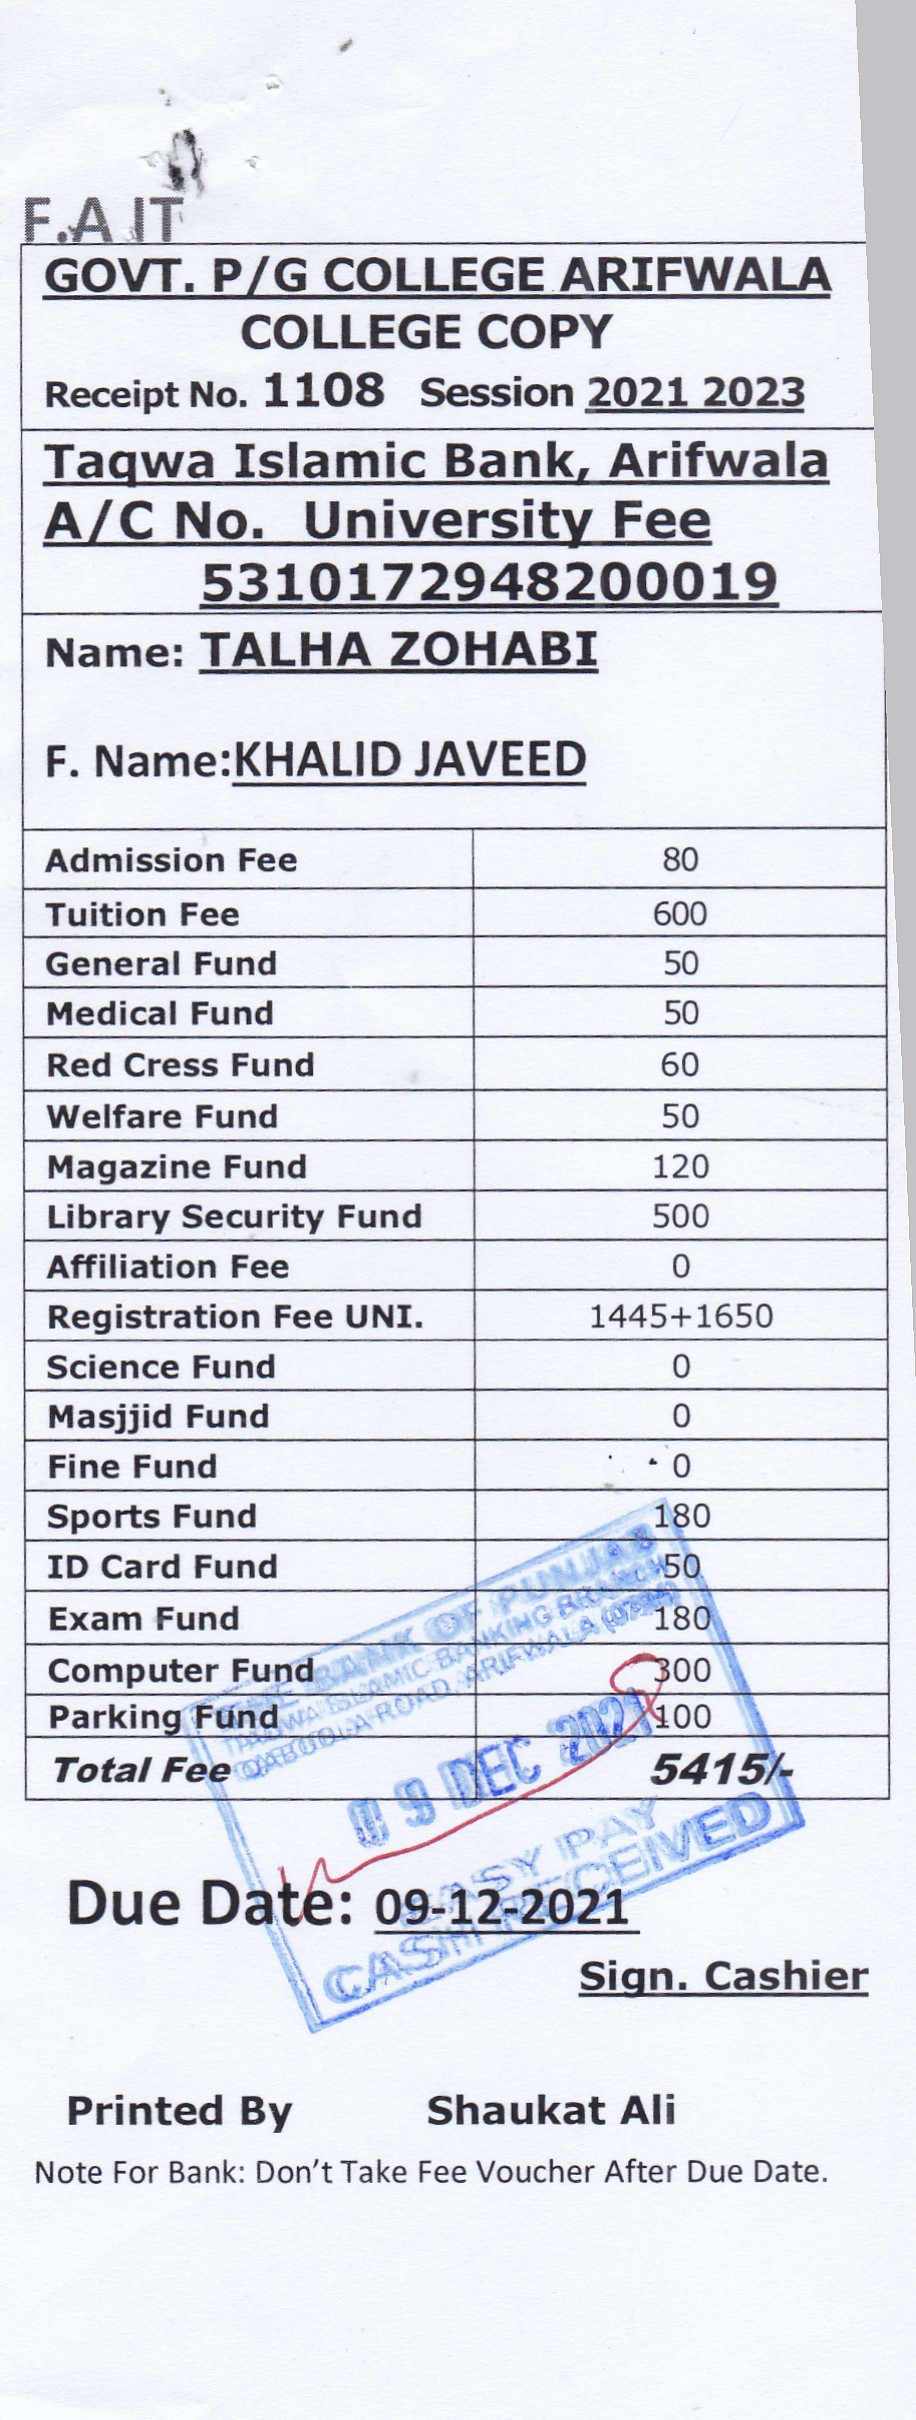 F.A IT
GOVT. P/G COLLEGE ARIFWALA
COLLEGE COPY
Receipt No. 1108 Session 2021 2023
Taqwa Islamic Bank, Arifwala
A/C No. University Fee
5310172948200019
Name: TALHA ZOHABI
F. Name:KHALID JAVEED
Admission Fee 80
Tuition Fee 600
General Fund 50
Medical Fund 50
Red Cress Fund 60
Welfare Fund 50
Magazine Fund 120
Library Security Fund 500
Affiliation Fee 0
Registration Fee UNI. 1445+1650
Science Fund 0
Masjjid Fund 0
Fine Fund 0
Sports Fund 180
ID Card Fund 50
Exam Fund 180
Computer Fund 300
Parking Fund 100
Total Fee 5415/-
THE BANK OF PUNJAB
TAQWA ISLAMIC BANKING BRANCH
QABOOLA ROAD, ARIFWALA
09 DEC 2021
EASY PAY
CASH RECEIVED
Due Date: 09-12-2021
Sign. Cashier
Printed By Shaukat Ali
Note For Bank: Don't Take Fee Voucher After Due Date.